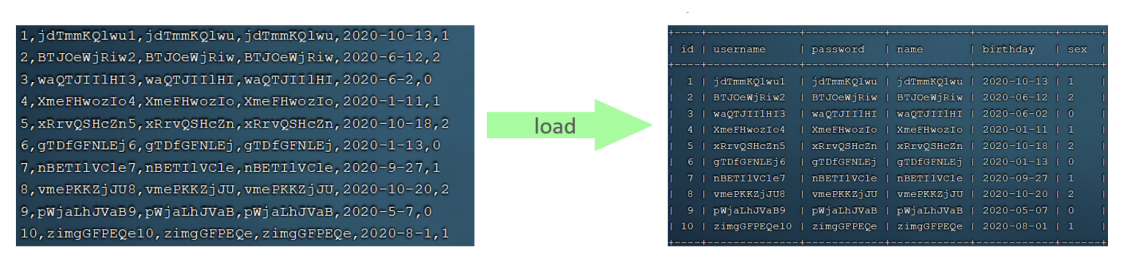 1,jdTmmKQlwu1,jdTmmKQlwu,jdTmmKQlwu,2020-10-13,1
2,BTJOeWjRiw2,BTJOeWjRiw,BTJOeWjRiw,2020-6-12,2
3,waQTJIIlHI3,waQTJIIlHI,waQTJIIlHI,2020-6-2,0
4,XmeFHwozIo4,XmeFHwozIo,XmeFHwozIo,2020-1-11,1
5,xRrvQSHcZn5,xRrvQSHcZn,xRrvQSHcZn,2020-10-18,2
6,gTDfGFNLEj6,gTDfGFNLEj,gTDfGFNLEj,2020-1-13,0
7,nBETIlVCle7,nBETIlVCle,nBETIlVCle,2020-9-27,1
8,vmePKKZjJU8,vmePKKZjJU,vmePKKZjJU,2020-10-20,2
9,pWjaLhJVaB9,pWjaLhJVaB,pWjaLhJVaB,2020-5-7,0
10,zimgGFPEQe10,zimgGFPEQe,zimgGFPEQe,2020-8-1,1
load
| id | username | password | name | birthday | sex |
| 1 | jdTmmKQlwu1 | jdTmmKQlwu | jdTmmKQlwu | 2020-10-13 | 1 |
| 2 | BTJOeWjRiw2 | BTJOeWjRiw | BTJOeWjRiw | 2020-06-12 | 2 |
| 3 | waQTJIIlHI3 | waQTJIIlHI | waQTJIIlHI | 2020-06-02 | 0 |
| 4 | XmeFHwozIo4 | XmeFHwozIo | XmeFHwozIo | 2020-01-11 | 1 |
| 5 | xRrvQSHcZn5 | xRrvQSHcZn | xRrvQSHcZn | 2020-10-18 | 2 |
| 6 | gTDfGFNLEj6 | gTDfGFNLEj | gTDfGFNLEj | 2020-01-13 | 0 |
| 7 | nBETIlVCle7 | nBETIlVCle | nBETIlVCle | 2020-09-27 | 1 |
| 8 | vmePKKZjJU8 | vmePKKZjJU | vmePKKZjJU | 2020-10-20 | 2 |
| 9 | pWjaLhJVaB9 | pWjaLhJVaB | pWjaLhJVaB | 2020-05-07 | 0 |
| 10 | zimgGFPEQe10 | zimgGFPEQe | zimgGFPEQe | 2020-08-01 | 1 |